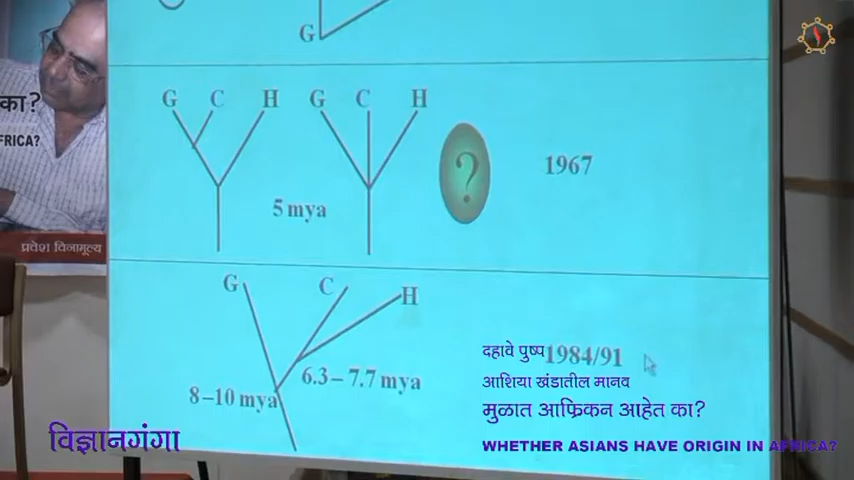 G
G C H G C H
का?
FRICA?
?
1967
5 mya
प्रवेश विनामूल्य
G C H
6.3 – 7.7 mya
8–10 mya
दहावे पुष्प 1984/91
आशिया खंडातील मानव
मुळात आफ्रिकन आहेत का?
विज्ञानगंगा
WHETHER ASIANS HAVE ORIGIN IN AFRICA?